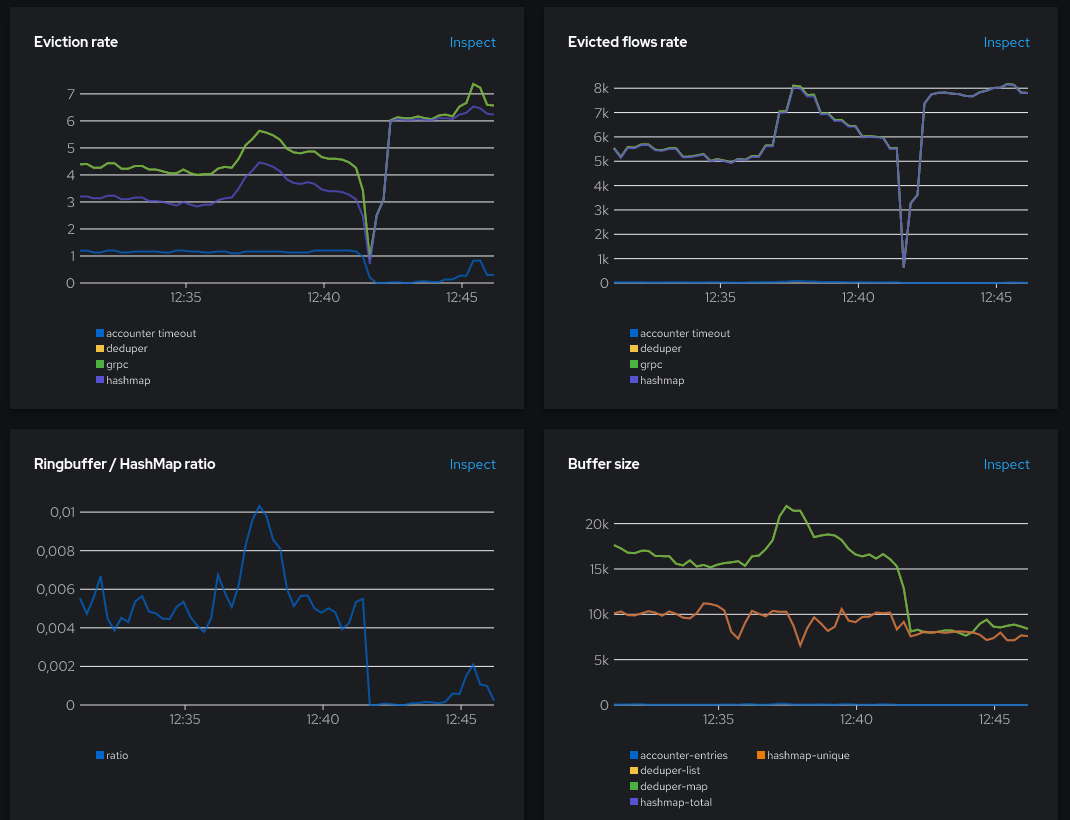 Eviction rate
Inspect
7
6
5
4
3
2
1
0
12:35
12:40
12:45
accounter timeout
deduper
grpc
hashmap
Evicted flows rate
Inspect
8k
7k
6k
5k
4k
3k
2k
1k
0
12:35
12:40
12:45
accounter timeout
deduper
grpc
hashmap
Ringbuffer / HashMap ratio
Inspect
0,01
0,008
0,006
0,004
0,002
0
12:35
12:40
12:45
ratio
Buffer size
Inspect
20k
15k
10k
5k
0
12:35
12:40
12:45
accounter-entries
hashmap-unique
deduper-list
deduper-map
hashmap-total